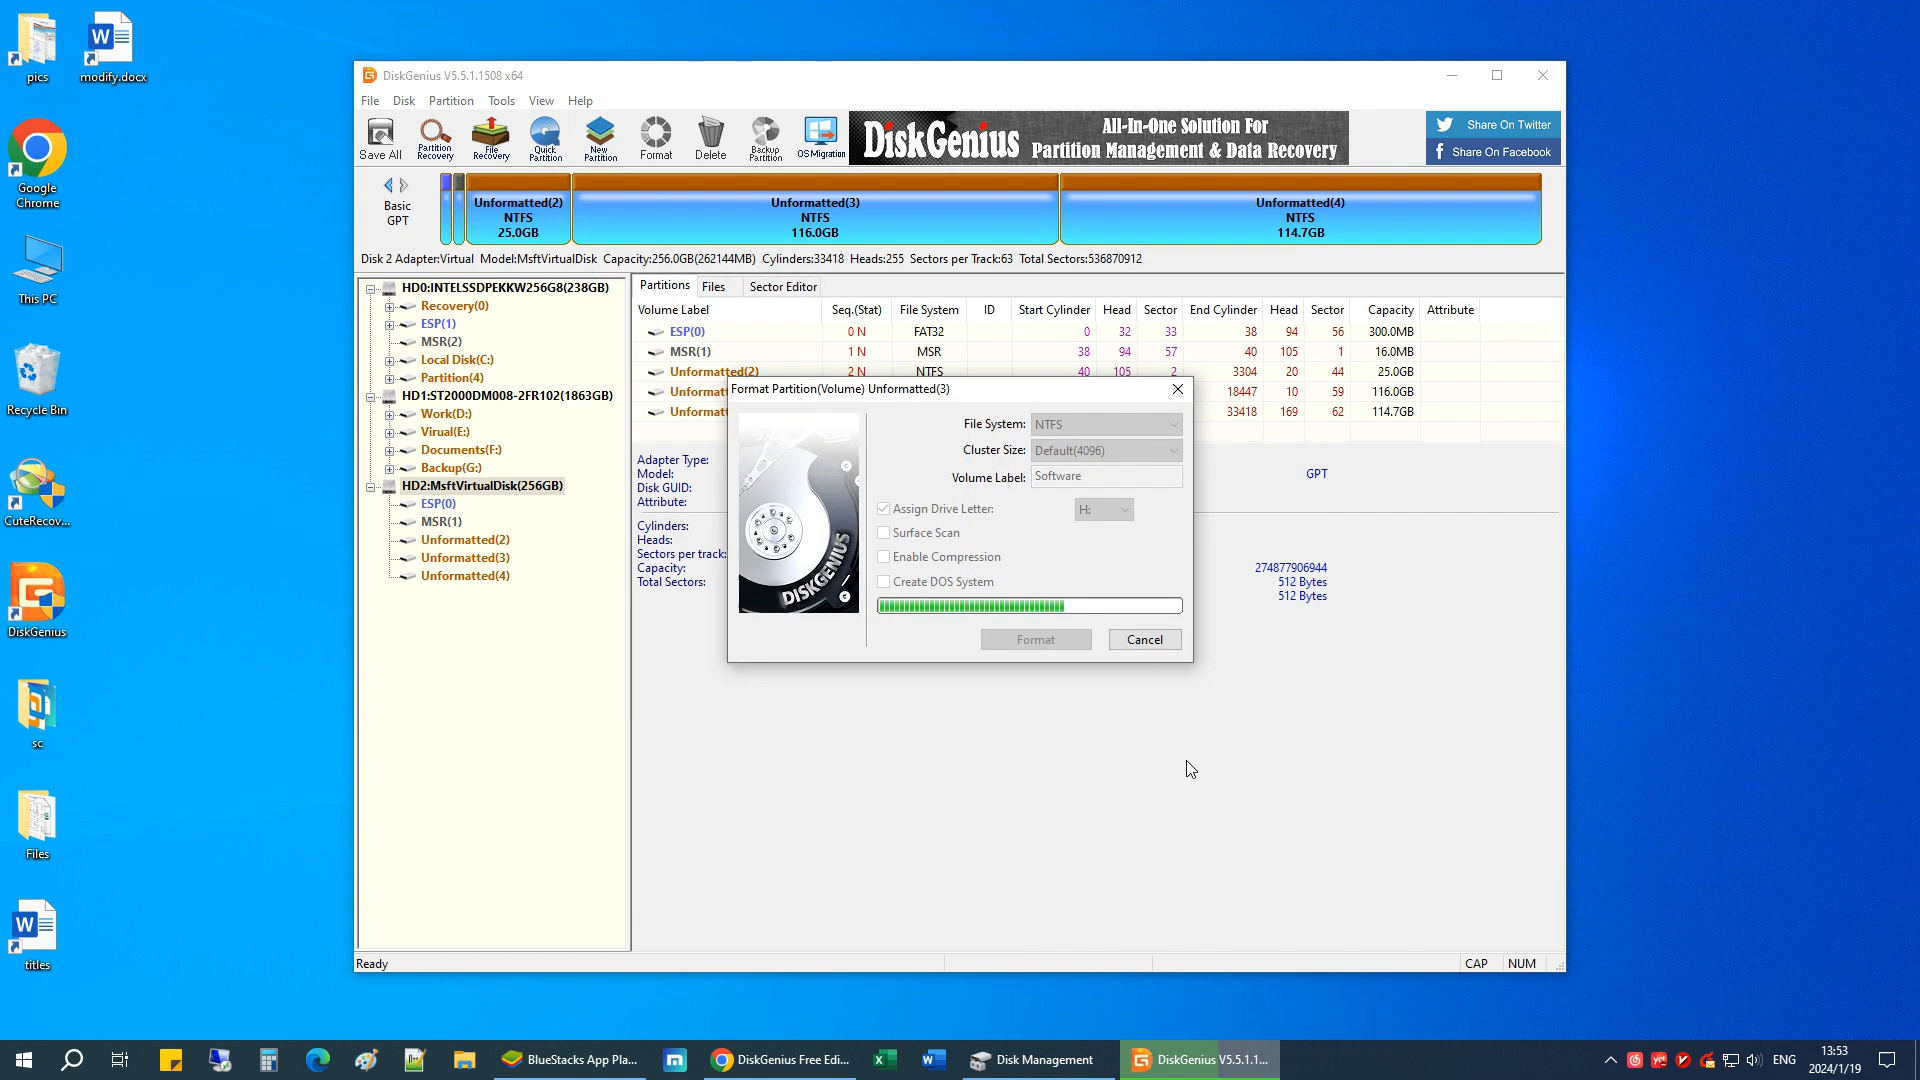 pics
modify.docx
Google
Chrome
This PC
Recycle Bin
CuteRecov...
DiskGenius
sc
Files
titles
DiskGenius V5.5.1.1508 x64
File Disk Partition Tools View Help
Save All
Partition Recovery
File Recovery
Quick Partition
New Partition
Format
Delete
Backup Partition
OS Migration
DiskGenius
All-In-One Solution For
Partition Management & Data Recovery
Share On Twitter
Share On Facebook
Basic
GPT
Unformatted(2)
NTFS
25.0GB
Unformatted(3)
NTFS
116.0GB
Unformatted(4)
NTFS
114.7GB
Disk 2 Adapter:Virtual Model:MsftVirtualDisk Capacity:256.0GB(262144MB) Cylinders:33418 Heads:255 Sectors per Track:63 Total Sectors:536870912
HD0:INTELSSDPEKKW256G8(238GB)
Recovery(0)
ESP(1)
MSR(2)
Local Disk(C:)
Partition(4)
HD1:ST2000DM008-2FR102(1863GB)
Work(D:)
Virual(E:)
Documents(F:)
Backup(G:)
HD2:MsftVirtualDisk(256GB)
ESP(0)
MSR(1)
Unformatted(2)
Unformatted(3)
Unformatted(4)
Partitions Files Sector Editor
Volume Label Seq.(Stat) File System ID Start Cylinder Head Sector End Cylinder Head Sector Capacity Attribute
ESP(0) 0 N FAT32 0 32 33 38 94 56 300.0MB
MSR(1) 1 N MSR 38 94 57 40 105 1 16.0MB
Unformatted(2) 2 N NTFS 40 105 2 3304 20 44 25.0GB
Unformatt 18447 10 59 116.0GB
Unformatt 33418 169 62 114.7GB
Adapter Type:
Model: GPT
Disk GUID:
Attribute:
Cylinders:
Heads:
Sectors per track:
Capacity: 274877906944
Total Sectors: 512 Bytes
512 Bytes
Format Partition(Volume) Unformatted(3)
DISKGENIUS
File System: NTFS
Cluster Size: Default(4096)
Volume Label: Software
Assign Drive Letter: H:
Surface Scan
Enable Compression
Create DOS System
Format Cancel
Ready CAP NUM
BlueStacks App Pla...
DiskGenius Free Edi...
Disk Management
DiskGenius V5.5.1.1...
ENG
13:53
2024/1/19